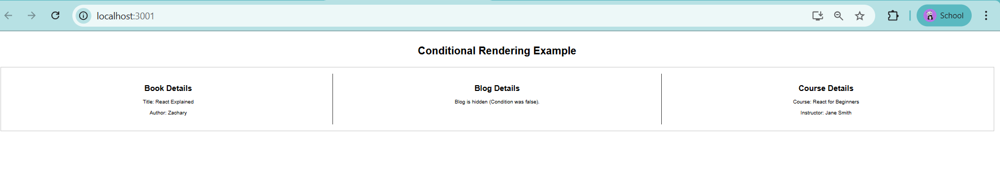 localhost:3001
School
Conditional Rendering Example
Book Details
Title: React Explained
Author: Zachary
Blog Details
Blog is hidden (Condition was false).
Course Details
Course: React for Beginners
Instructor: Jane Smith